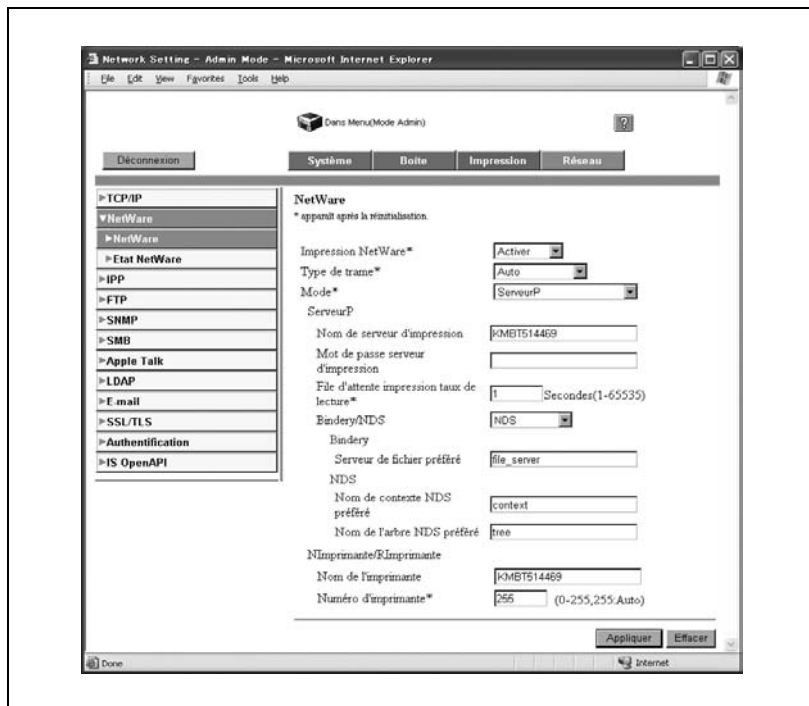 Network Setting - Admin Mode - Microsoft Internet Explorer
File Edit View Favorites Tools Help
Dans Menu(Mode Admin)
?
Déconnexion
Système Boîte Impression Réseau
TCP/IP
NetWare
NetWare
Etat NetWare
IPP
FTP
SNMP
SMB
Apple Talk
LDAP
E-mail
SSL/TLS
Authentification
IS OpenAPI
NetWare
* apparaît après la réinitialisation.
Impression NetWare* Activer
Type de trame* Auto
Mode* ServeurP
ServeurP
Nom de serveur d'impression KMBT514469
Mot de passe serveur
d'impression
File d'attente impression taux de
lecture* 1 Secondes(1-65535)
Bindery/NDS NDS
Bindery
Serveur de fichier préféré file_server
NDS
Nom de contexte NDS
préféré context
Nom de l'arbre NDS préféré tree
NImprimante/RImprimante
Nom de l'imprimante KMBT514469
Numéro d'imprimante* 255 (0-255,255:Auto)
Appliquer Effacer
Done Internet